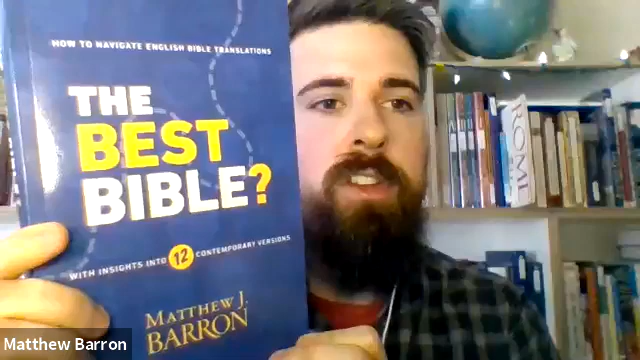 HOW TO NAVIGATE ENGLISH BIBLE TRANSLATIONS
THE
BEST
BIBLE?
WITH INSIGHTS INTO 12 CONTEMPORARY VERSIONS
MATTHEW J.
BARRON
ROME
Matthew Barron